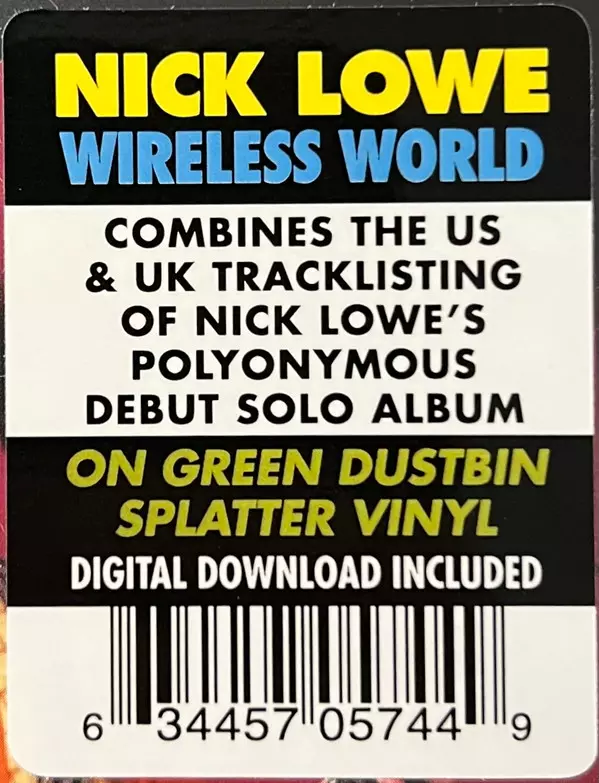 NICK LOWE
WIRELESS WORLD
COMBINES THE US
& UK TRACKLISTING
OF NICK LOWE'S
POLYONYMOUS
DEBUT SOLO ALBUM
ON GREEN DUSTBIN
SPLATTER VINYL
DIGITAL DOWNLOAD INCLUDED
6 34457 05744 9